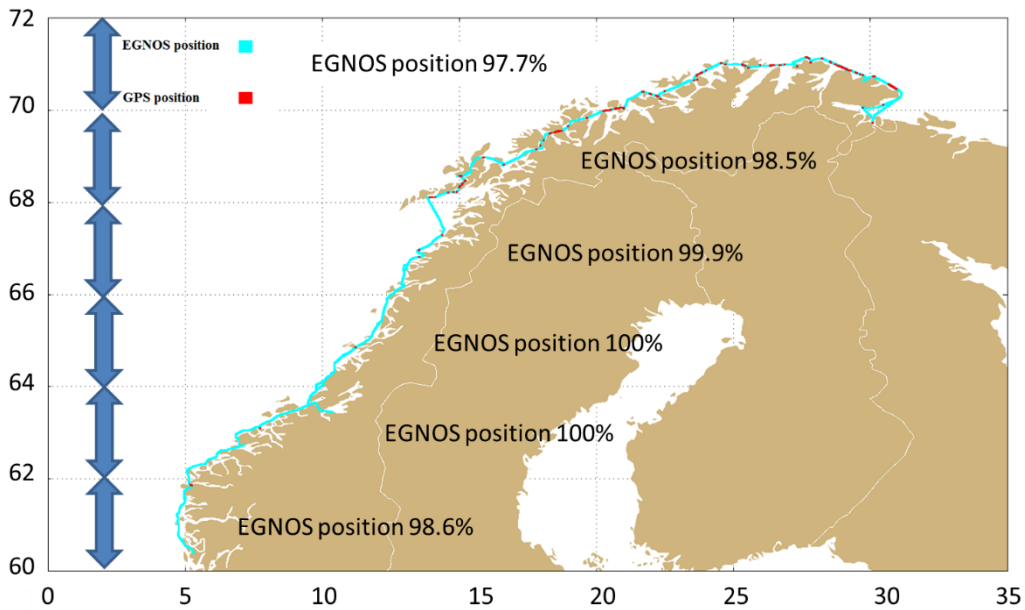 72
EGNOS position
EGNOS position 97.7%
GPS position
70
EGNOS position 98.5%
68
EGNOS position 99.9%
66
EGNOS position 100%
64
EGNOS position 100%
62
EGNOS position 98.6%
60
0 5 10 15 20 25 30 35